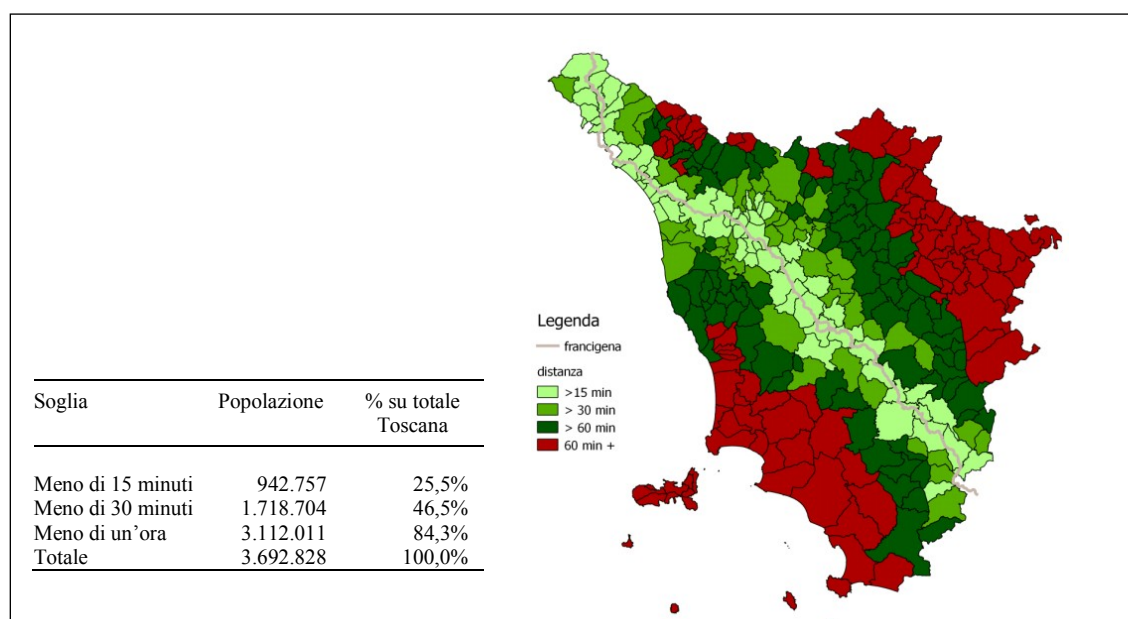 Soglia Popolazione % su totale
Toscana
Meno di 15 minuti 942.757 25,5%
Meno di 30 minuti 1.718.704 46,5%
Meno di un’ora 3.112.011 84,3%
Totale 3.692.828 100,0%
Legenda
francigena
distanza
>15 min
> 30 min
> 60 min
60 min +